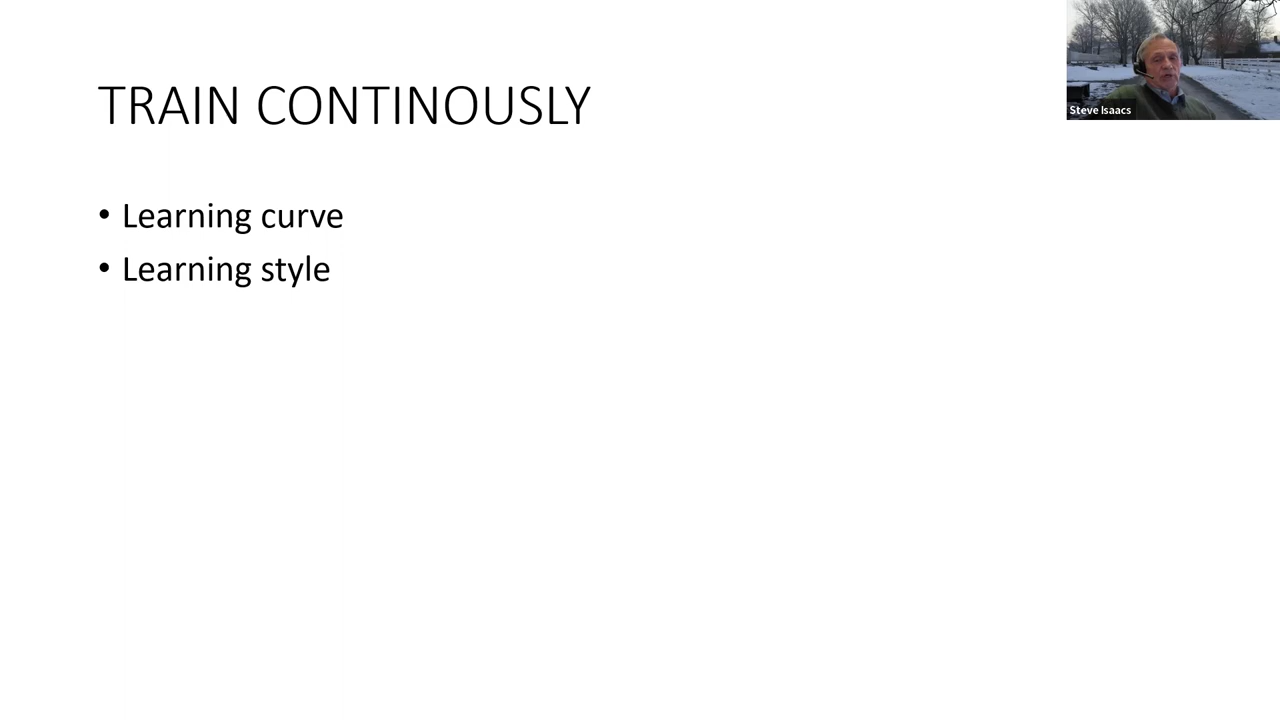 TRAIN CONTINOUSLY
• Learning curve
• Learning style
Steve Isaacs